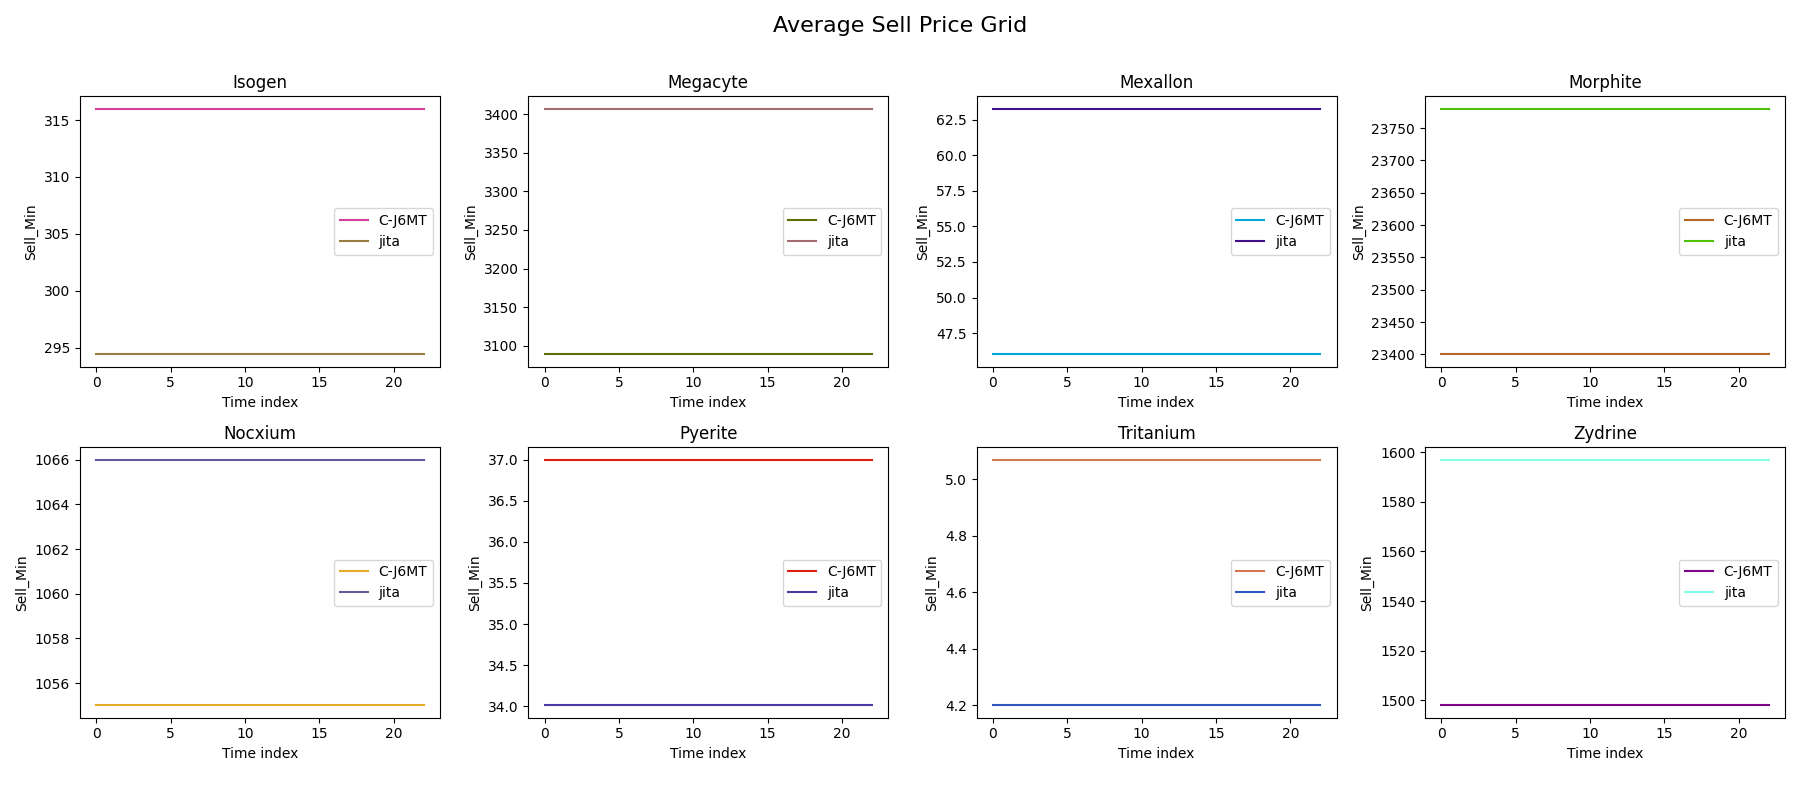 Average Sell Price Grid
Isogen
Sell_Min
315
310
305
300
295
C-J6MT
jita
0 5 10 15 20
Time index
Megacyte
Sell_Min
3400
3350
3300
3250
3200
3150
3100
C-J6MT
jita
0 5 10 15 20
Time index
Mexallon
Sell_Min
62.5
60.0
57.5
55.0
52.5
50.0
47.5
C-J6MT
jita
0 5 10 15 20
Time index
Morphite
Sell_Min
23750
23700
23650
23600
23550
23500
23450
23400
C-J6MT
jita
0 5 10 15 20
Time index
Nocxium
Sell_Min
1066
1064
1062
1060
1058
1056
C-J6MT
jita
0 5 10 15 20
Time index
Pyerite
Sell_Min
37.0
36.5
36.0
35.5
35.0
34.5
34.0
C-J6MT
jita
0 5 10 15 20
Time index
Tritanium
Sell_Min
5.0
4.8
4.6
4.4
4.2
C-J6MT
jita
0 5 10 15 20
Time index
Zydrine
Sell_Min
1600
1580
1560
1540
1520
1500
C-J6MT
jita
0 5 10 15 20
Time index